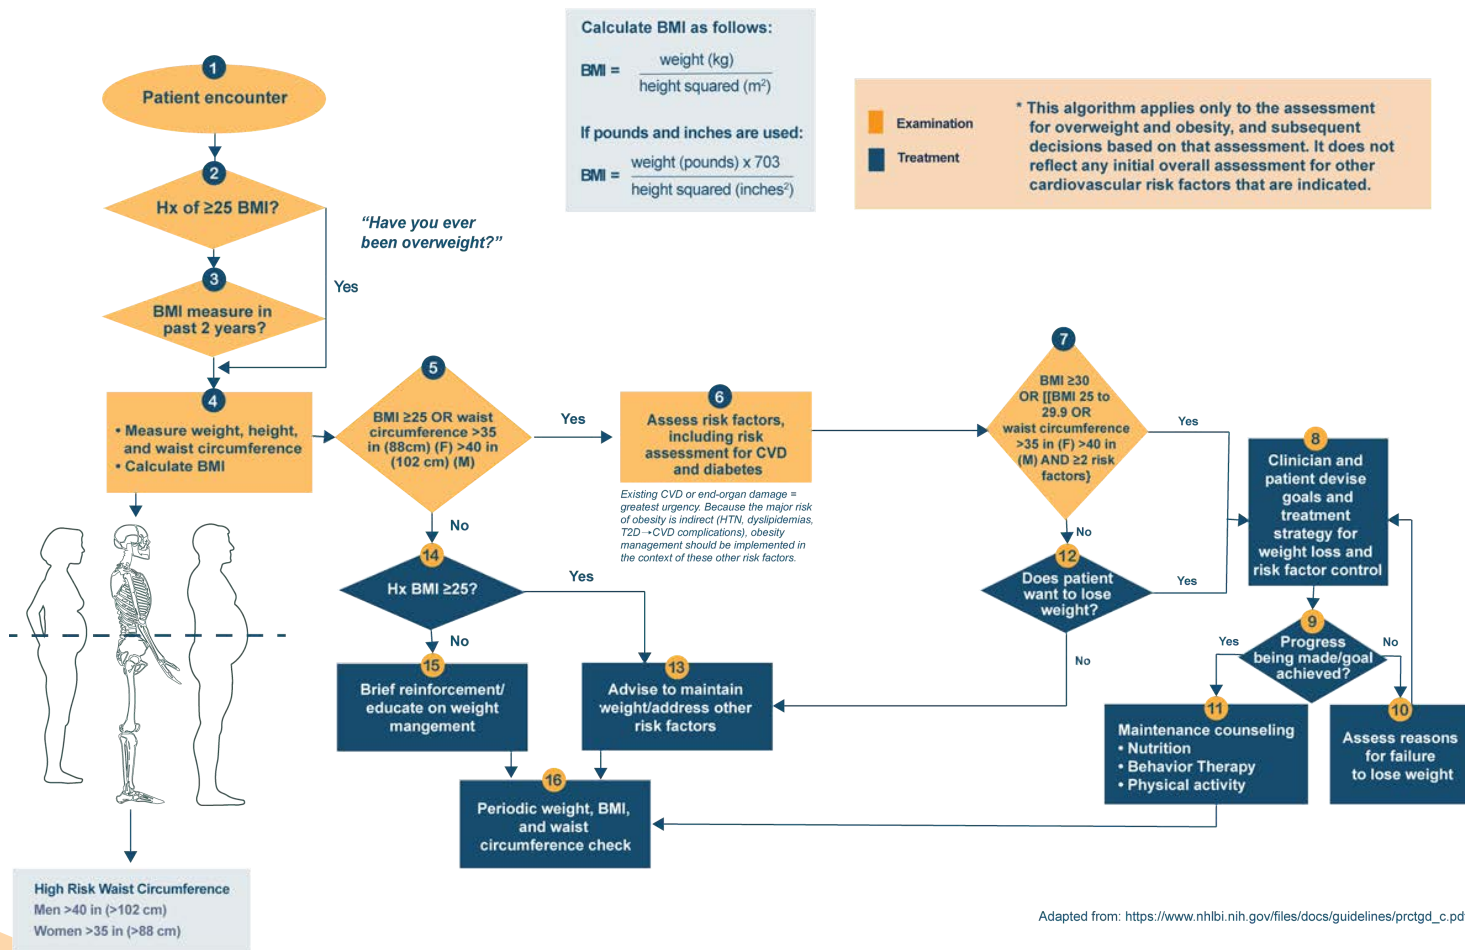 Calculate BMI as follows:
BMI = weight (kg)
height squared (m²)
If pounds and inches are used:
BMI = weight (pounds) x 703
height squared (inches²)
Examination
Treatment
* This algorithm applies only to the assessment
for overweight and obesity, and subsequent
decisions based on that assessment. It does not
reflect any initial overall assessment for other
cardiovascular risk factors that are indicated.
1
Patient encounter
2
Hx of ≥25 BMI?
“Have you ever
been overweight?”
Yes
3
BMI measure in
past 2 years?
4
• Measure weight, height,
and waist circumference
• Calculate BMI
5
BMI ≥25 OR waist
circumference >35
in (88cm) (F) >40 in
(102 cm) (M)
Yes
No
6
Assess risk factors,
including risk
assessment for CVD
and diabetes
Existing CVD or end-organ damage =
greatest urgency. Because the major risk
of obesity is indirect (HTN, dyslipidemias,
T2D→CVD complications), obesity
management should be implemented in
the context of these other risk factors.
7
BMI ≥30
OR [[BMI 25 to
29.9 OR
waist circumference
>35 in (F) >40 in
(M) AND ≥2 risk
factors}
Yes
No
8
Clinician and
patient devise
goals and
treatment
strategy for
weight loss and
risk factor control
12
Does patient
want to lose
weight?
Yes
No
9
Progress
being made/goal
achieved?
Yes
No
10
Assess reasons
for failure
to lose weight
11
Maintenance counseling
• Nutrition
• Behavior Therapy
• Physical activity
14
Hx BMI ≥25?
Yes
No
15
Brief reinforcement/
educate on weight
mangement
13
Advise to maintain
weight/address other
risk factors
16
Periodic weight, BMI,
and waist
circumference check
High Risk Waist Circumference
Men >40 in (>102 cm)
Women >35 in (>88 cm)
Adapted from: https://www.nhlbi.nih.gov/files/docs/guidelines/prctgd_c.pd